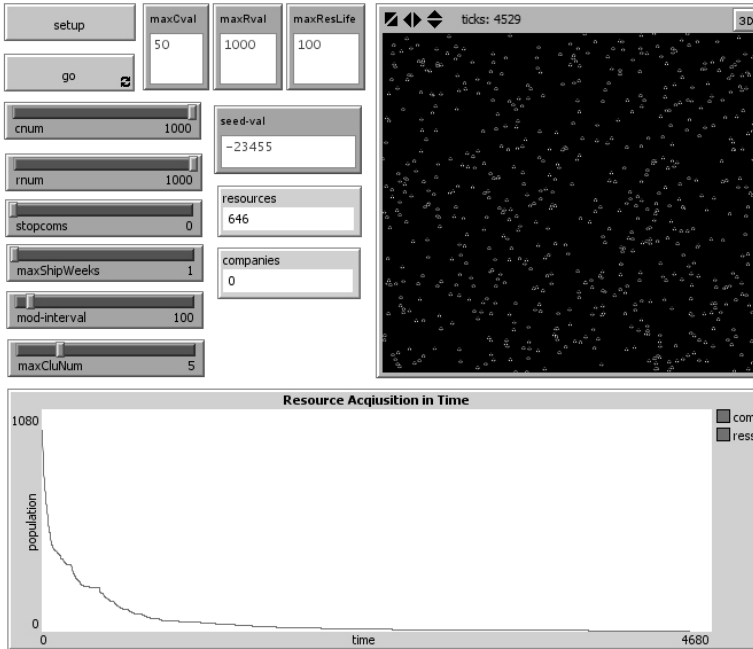 setup
go
maxCval
50
maxRval
1000
maxResLife
100
cnum 1000
rnum 1000
stopcoms 0
maxShipWeeks 1
mod-interval 100
maxCluNum 5
seed-val
-23455
resources
646
companies
0
ticks: 4529
3D
Resource Acqiusition in Time
1080
population
0
0 time 4680
com
ress